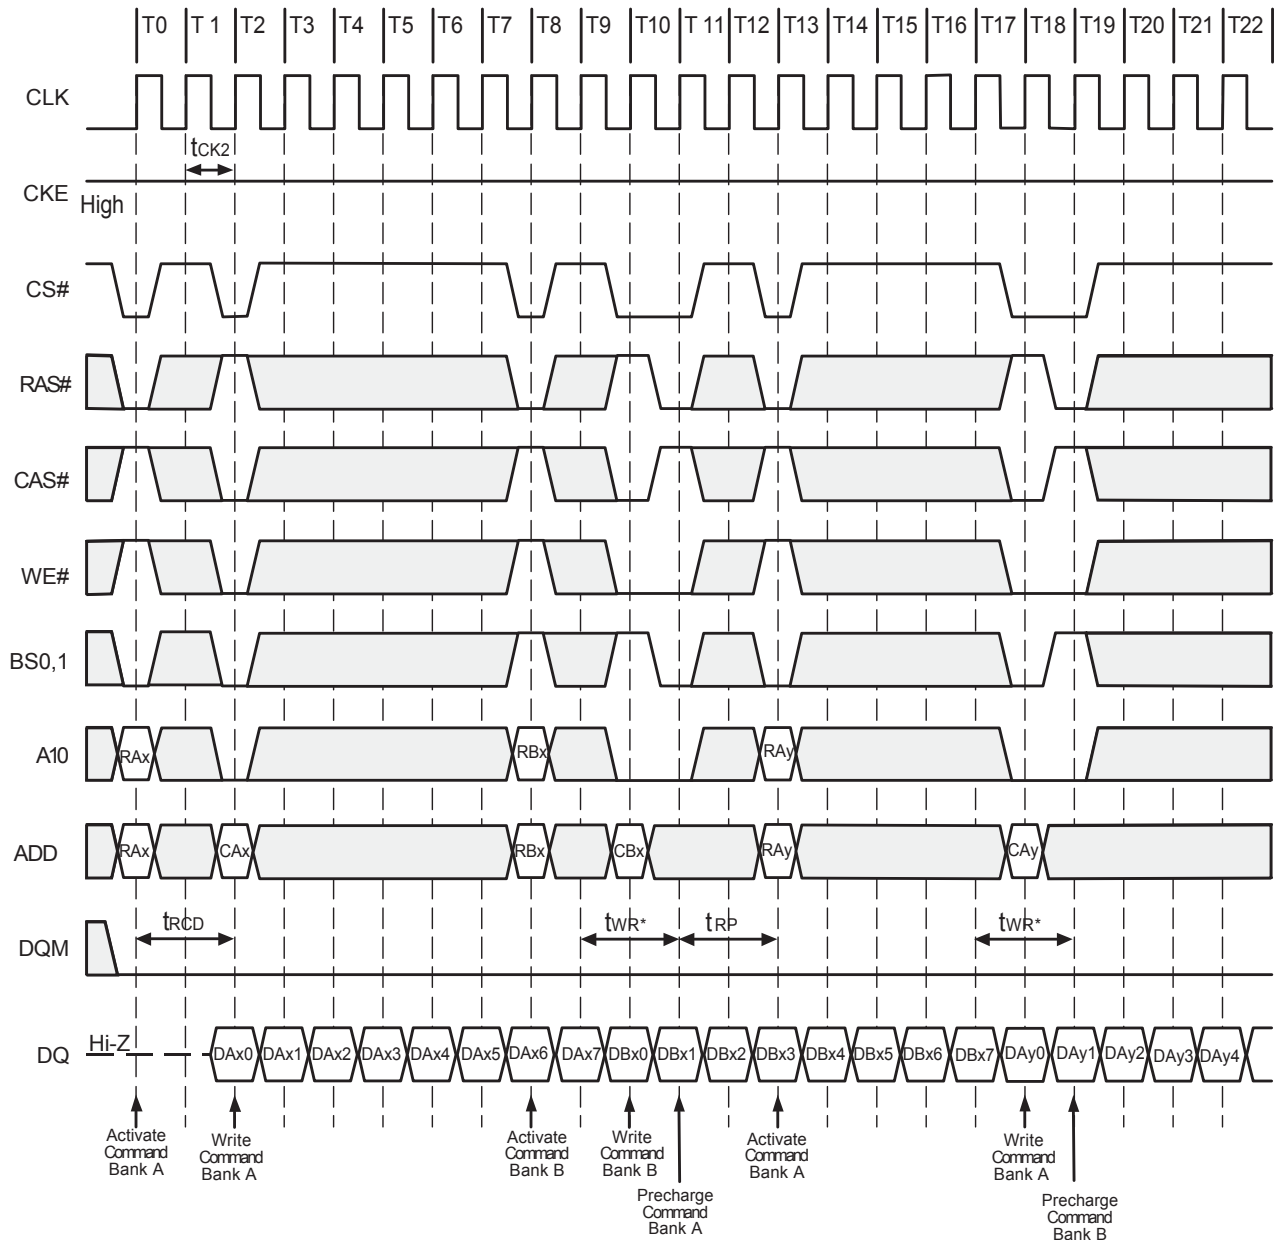 T0 T 1 T2 T3 T4 T5 T6 T7 T8 T9 T10 T 11 T12 T13 T14 T15 T16 T17 T18 T19 T20 T21 T22
CLK
tCK2
CKE
High
CS#
RAS#
CAS#
WE#
BS0,1
A10 RAx RBx RAy
ADD RAx CAx RBx CBx RAy CAy
DQM tRCD tWR* tRP tWR*
DQ Hi-Z DAx0 DAx1 DAx2 DAx3 DAx4 DAx5 DAx6 DAx7 DBx0 DBx1 DBx2 DBx3 DBx4 DBx5 DBx6 DBx7 DAy0 DAy1 DAy2 DAy3 DAy4
Activate
Command
Bank A
Write
Command
Bank A
Activate
Command
Bank B
Write
Command
Bank B
Precharge
Command
Bank A
Activate
Command
Bank A
Write
Command
Bank A
Precharge
Command
Bank B